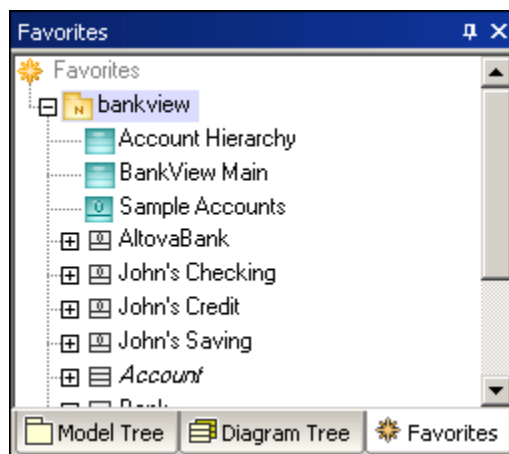 Favorites
Favorites
bankview
Account Hierarchy
BankView Main
Sample Accounts
AltovaBank
John's Checking
John's Credit
John's Saving
Account
Model Tree Diagram Tree Favorites